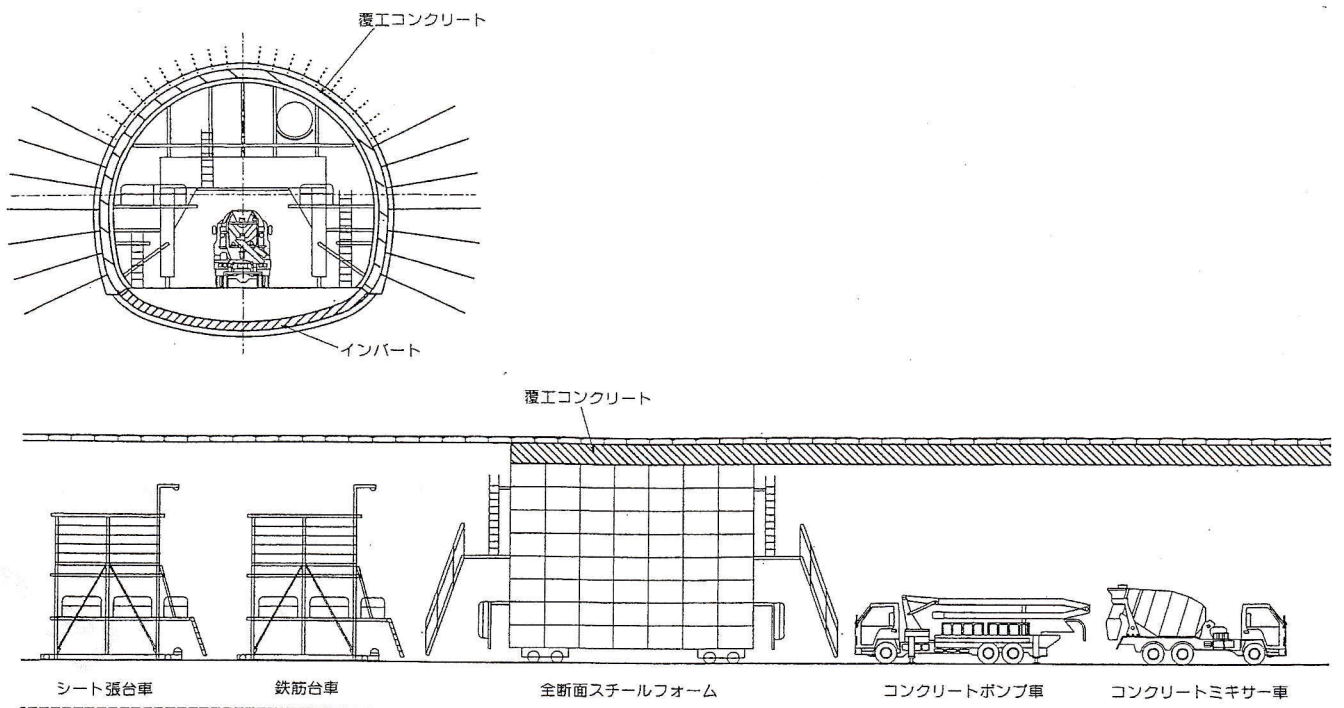 覆工コンクリート
インバート
覆工コンクリート
シート張台車
鉄筋台車
全断面スチールフォーム
コンクリートポンプ車
コンクリートミキサー車